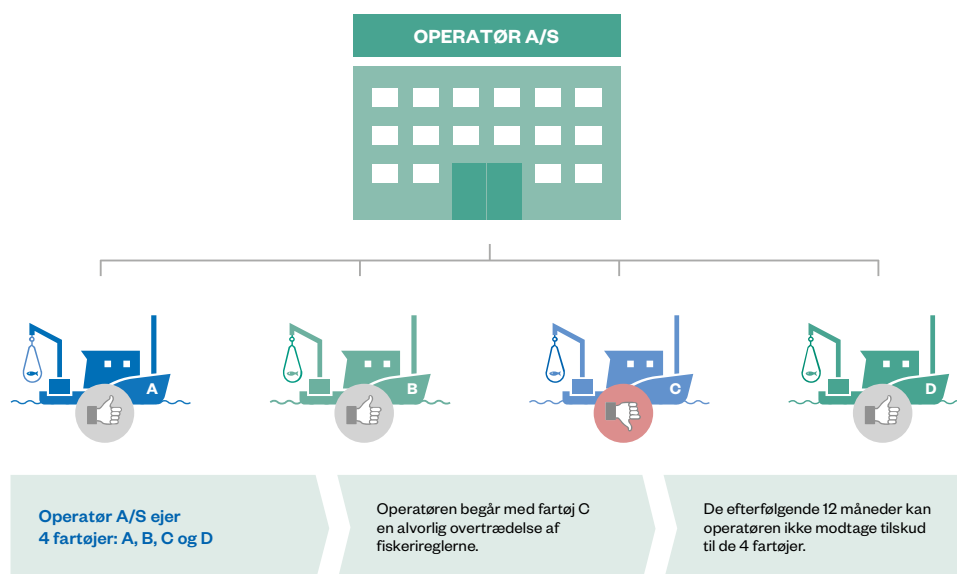 OPERATØR A/S
A
B
C
D
Operatør A/S ejer
4 fartøjer: A, B, C og D
Operatøren begår med fartøj C
en alvorlig overtrædelse af
fiskerireglerne.
De efterfølgende 12 måneder kan
operatøren ikke modtage tilskud
til de 4 fartøjer.